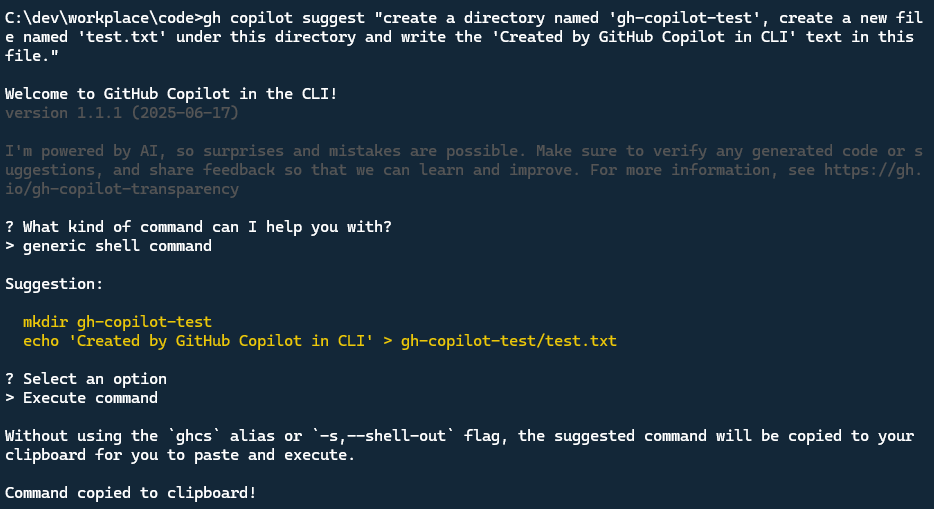 C:\dev\workplace\code>gh copilot suggest "create a directory named 'gh-copilot-test', create a new fil
e named 'test.txt' under this directory and write the 'Created by GitHub Copilot in CLI' text in this
file."
Welcome to GitHub Copilot in the CLI!
version 1.1.1 (2025-06-17)
I'm powered by AI, so surprises and mistakes are possible. Make sure to verify any generated code or s
uggestions, and share feedback so that we can learn and improve. For more information, see https://gh.
io/gh-copilot-transparency
? What kind of command can I help you with?
> generic shell command
Suggestion:
mkdir gh-copilot-test
echo 'Created by GitHub Copilot in CLI' > gh-copilot-test/test.txt
? Select an option
> Execute command
Without using the `ghcs` alias or `-s,--shell-out` flag, the suggested command will be copied to your
clipboard for you to paste and execute.
Command copied to clipboard!